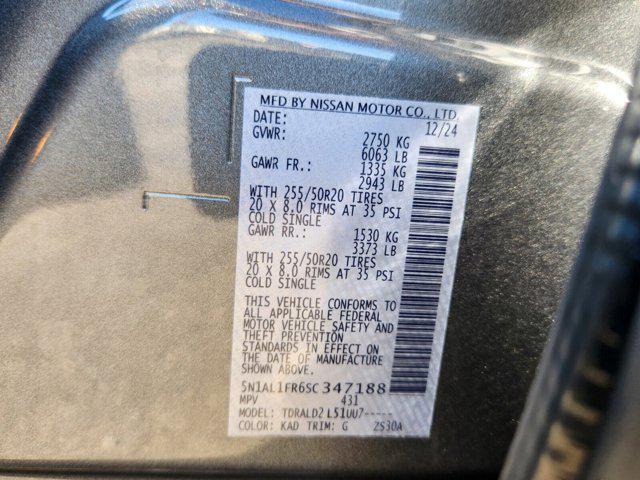 MFD BY NISSAN MOTOR CO., LTD.
DATE: 12/24
GVWR: 2750 KG
6063 LB
GAWR FR.: 1335 KG
2943 LB
WITH 255/50R20 TIRES
20 X 8.0 RIMS AT 35 PSI
COLD SINGLE
GAWR RR.: 1530 KG
3373 LB
WITH 255/50R20 TIRES
20 X 8.0 RIMS AT 35 PSI
COLD SINGLE
THIS VEHICLE CONFORMS TO
ALL APPLICABLE FEDERAL
MOTOR VEHICLE SAFETY AND
THEFT PREVENTION
STANDARDS IN EFFECT ON
THE DATE OF MANUFACTURE
SHOWN ABOVE.
5N1AL1FR6SC347188
MPV 431
MODEL: TDRALD2 L51UU7-----
COLOR: KAD TRIM: G 2S30A